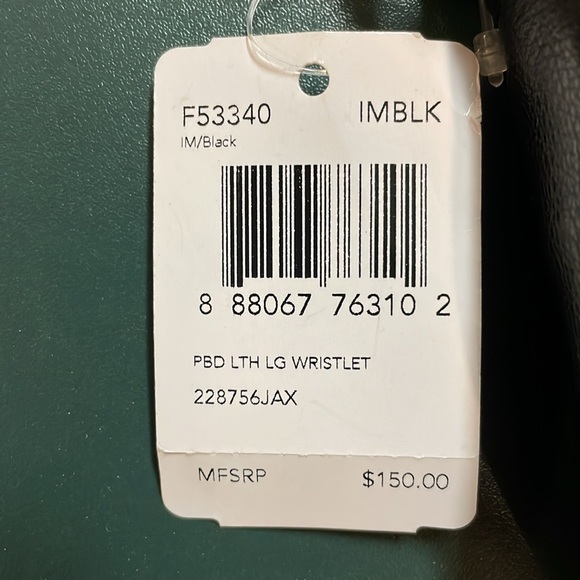 F53340 IMBLK
IM/Black
8 88067 76310 2
PBD LTH LG WRISTLET
228756JAX
MFSRP $150.00